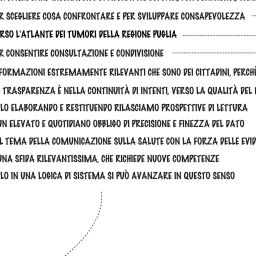 R SCEGLIERE COSA CONFRONTARE E PER SVILUPPARE CONSAPEVOLEZZA
RSO L'ATLANTE DEI TUMORI DELLA REGIONE PUGLIA
R CONSENTIRE CONSULTAZIONE E CONDIVISIONE
FORMAZIONI ESTREMAMENTE RILEVANTI CHE SONO DEI CITTADINI, PERCHÈ
TRASPARENZA È NELLA CONTINUITÀ DI INTENTI, VERSO LA QUALITÀ DEL
LO ELABORANDO E RESTITUENDO RILASCIAMO PROSPETTIVE DI LETTURA
UN ELEVATO E QUOTIDIANO OBBLIGO DI PRECISIONE E FINEZZA DEL DATO
L TEMA DELLA COMUNICAZIONE SULLA SALUTE CON LA FORZA DELLE EVID
UNA SFIDA RILEVANTISSIMA, CHE RICHIEDE NUOVE COMPETENZE
LO IN UNA LOGICA DI SISTEMA SI PUÒ AVANZARE IN QUESTO SENSO